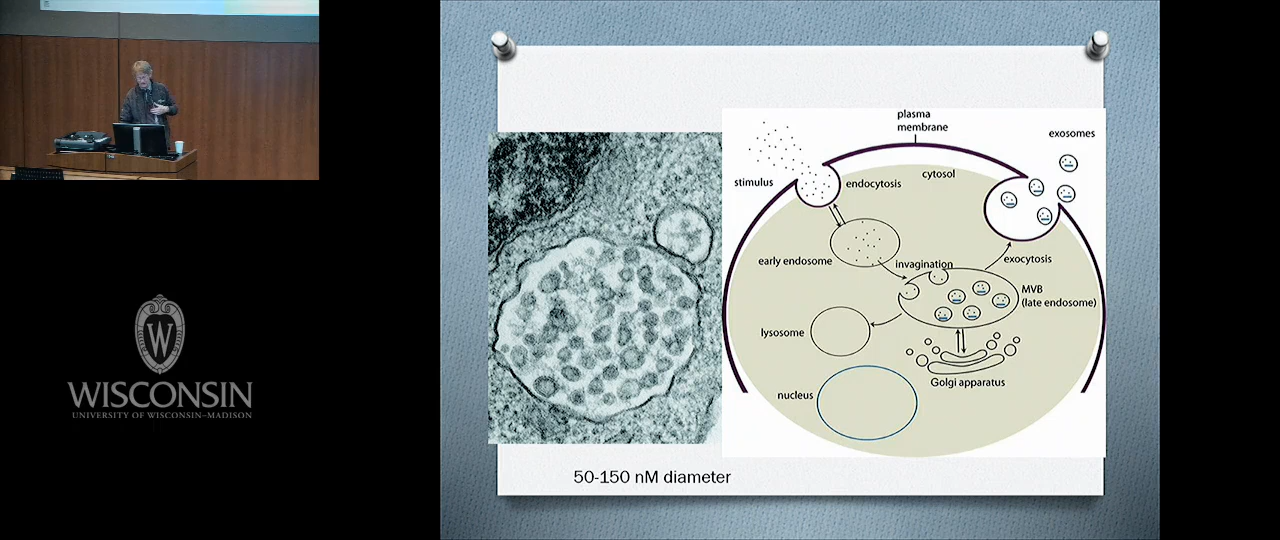 plasma
membrane
exosomes
stimulus
endocytosis
cytosol
early endosome
invagination
exocytosis
MVB
(late endosome)
lysosome
Golgi apparatus
nucleus
50-150 nM diameter
W
WISCONSIN
UNIVERSITY OF WISCONSIN–MADISON